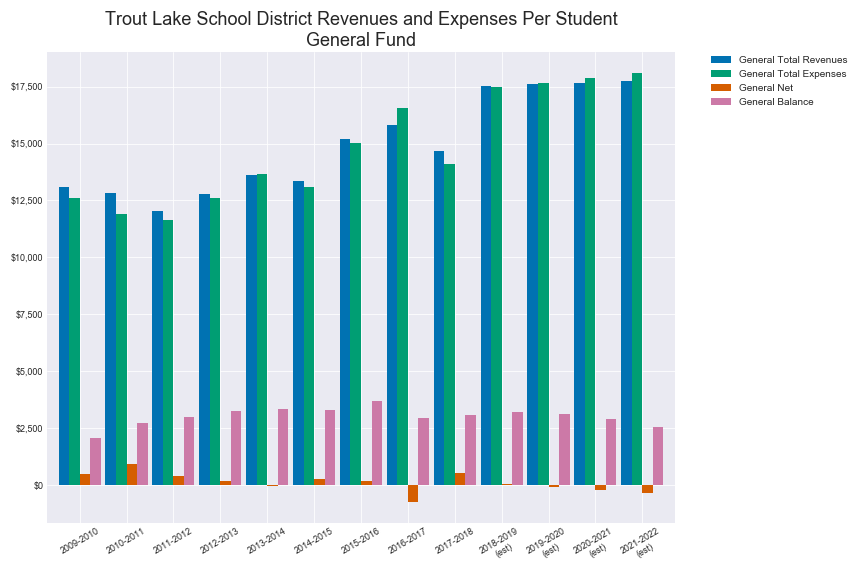 Trout Lake School District Revenues and Expenses Per Student
General Fund
General Total Revenues
General Total Expenses
General Net
General Balance
$17,500
$15,000
$12,500
$10,000
$7,500
$5,000
$2,500
$0
2009-2010
2010-2011
2011-2012
2012-2013
2013-2014
2014-2015
2015-2016
2016-2017
2017-2018
2018-2019
(est)
2019-2020
(est)
2020-2021
(est)
2021-2022
(est)